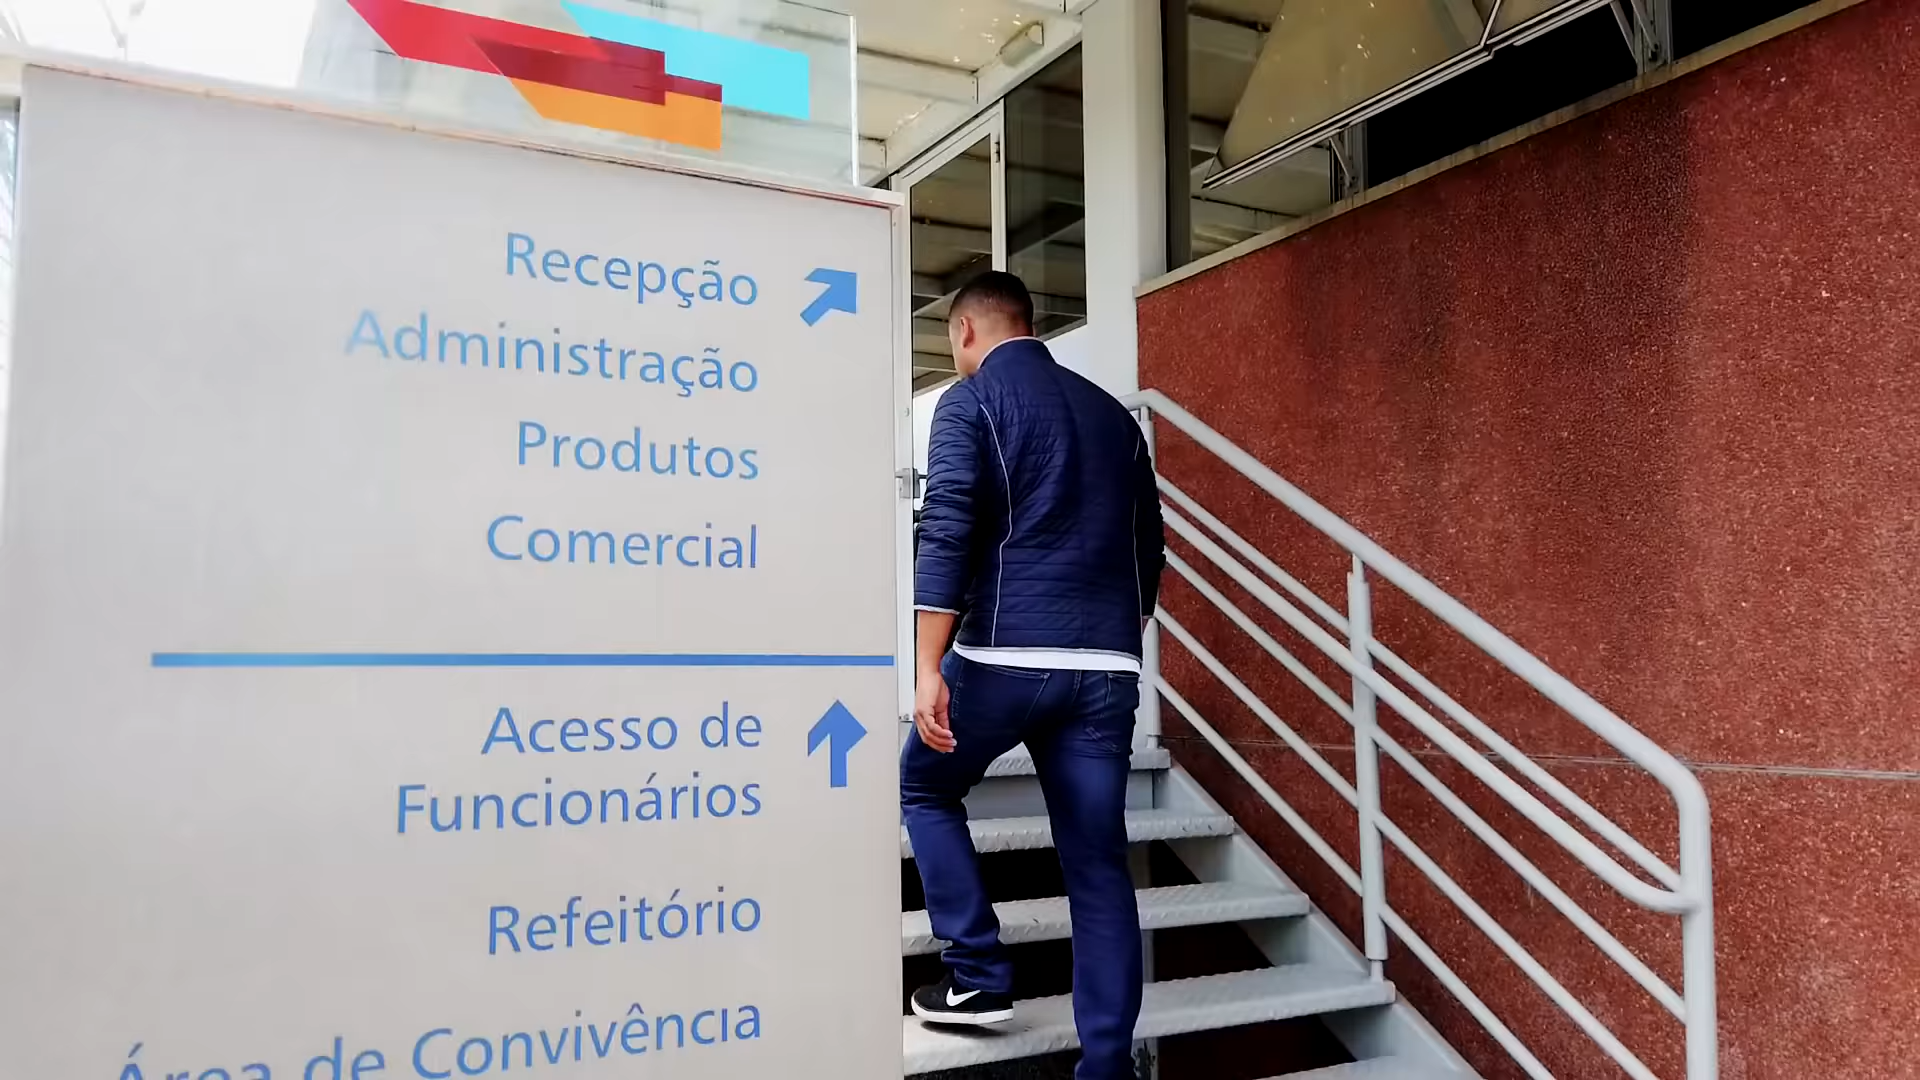 Recepção
Administração
Produtos
Comercial
Acesso de
Funcionários
Refeitório
Área de Convivência